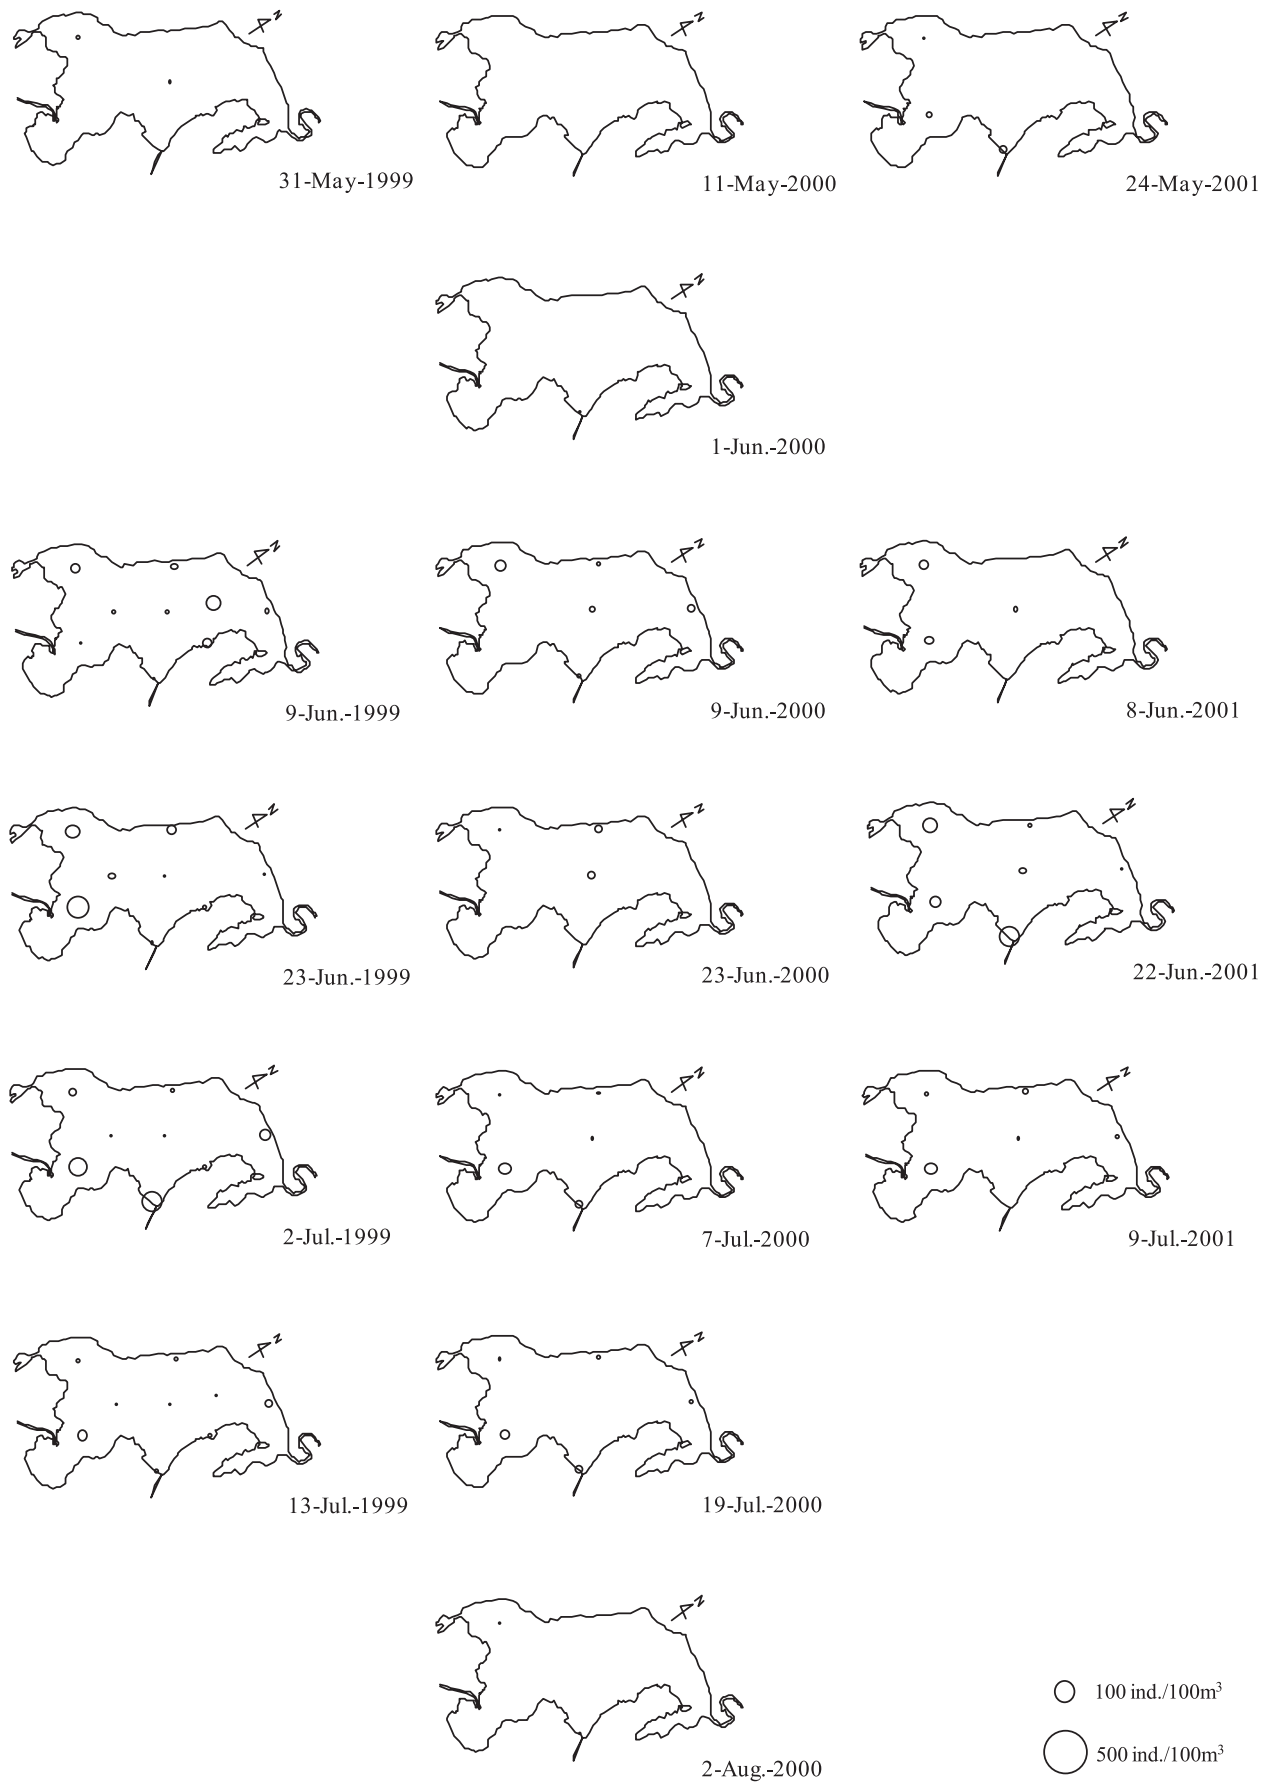 N N N
31-May-1999 11-May-2000 24-May-2001
N
1-Jun.-2000
N N N
9-Jun.-1999 9-Jun.-2000 8-Jun.-2001
N N N
23-Jun.-1999 23-Jun.-2000 22-Jun.-2001
N N N
2-Jul.-1999 7-Jul.-2000 9-Jul.-2001
N N
13-Jul.-1999 19-Jul.-2000
N
100 ind./100m³
500 ind./100m³
2-Aug.-2000